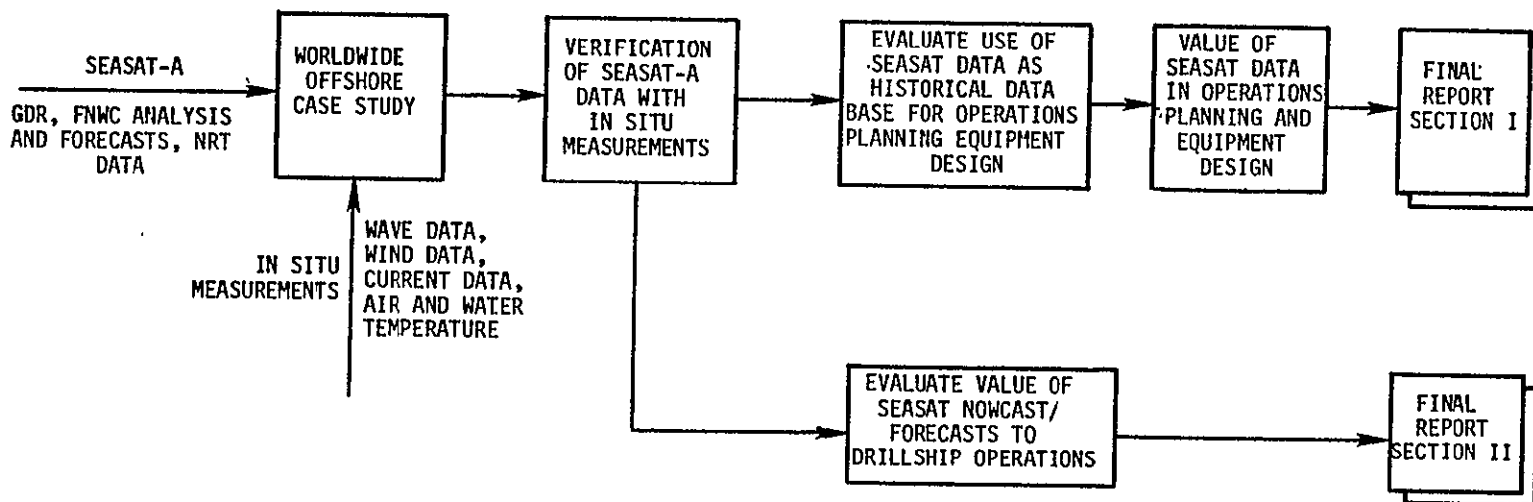 SEASAT-A
GDR, FNWC ANALYSIS
AND FORECASTS, NRT
DATA
WORLDWIDE
OFFSHORE
CASE STUDY
IN SITU
MEASUREMENTS
WAVE DATA,
WIND DATA,
CURRENT DATA,
AIR AND WATER
TEMPERATURE
VERIFICATION
OF SEASAT-A
DATA WITH
IN SITU
MEASUREMENTS
EVALUATE USE OF
SEASAT DATA AS
HISTORICAL DATA
BASE FOR OPERATIONS
PLANNING EQUIPMENT
DESIGN
VALUE OF
SEASAT DATA
IN OPERATIONS
PLANNING AND
EQUIPMENT
DESIGN
FINAL
REPORT
SECTION I
EVALUATE VALUE OF
SEASAT NOWCAST/
FORECASTS TO
DRILLSHIP OPERATIONS
FINAL
REPORT
SECTION II